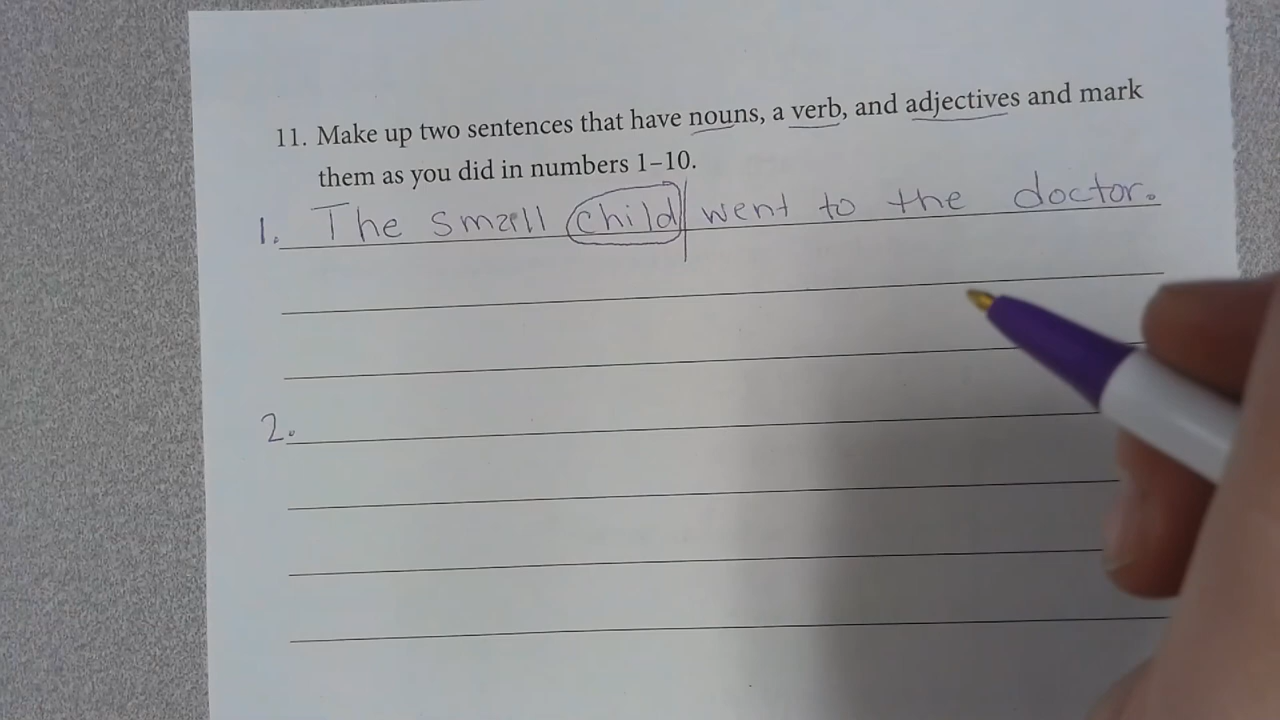 11. Make up two sentences that have nouns, a verb, and adjectives and mark
them as you did in numbers 1–10.
1. The small child went to the doctor.
2.